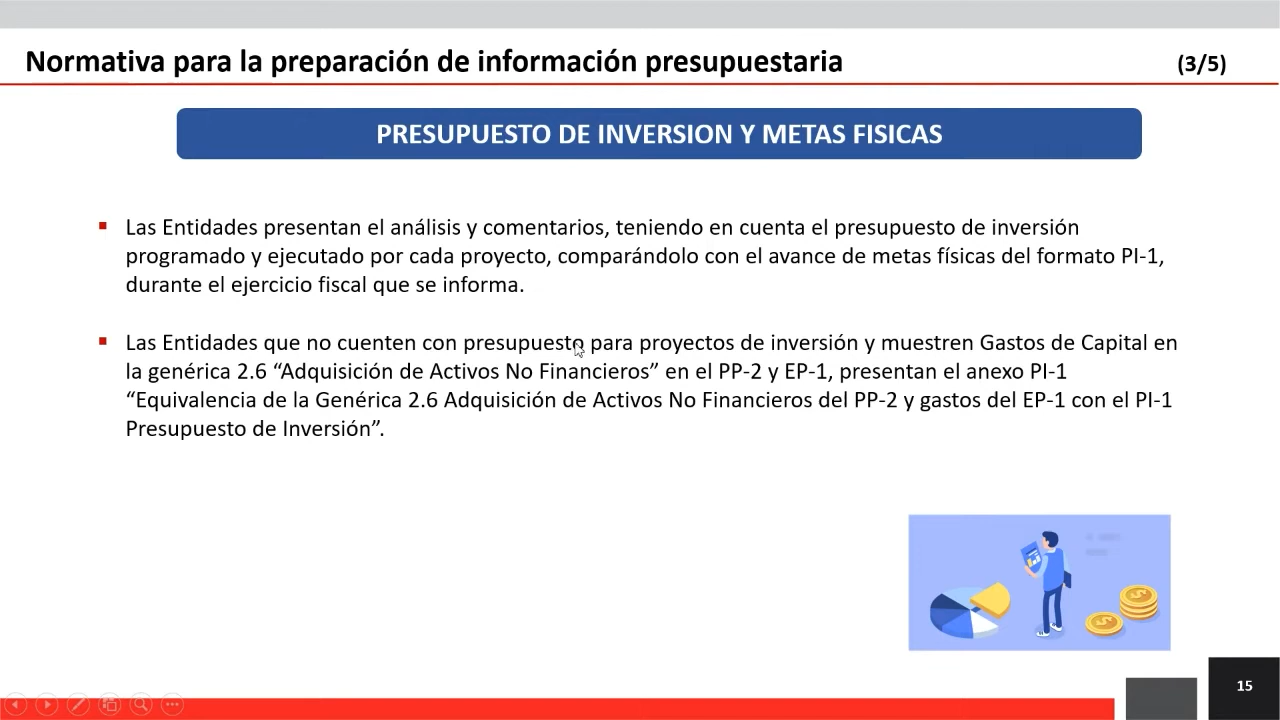 Normativa para la preparación de información presupuestaria (3/5)
PRESUPUESTO DE INVERSION Y METAS FISICAS
Las Entidades presentan el análisis y comentarios, teniendo en cuenta el presupuesto de inversión
programado y ejecutado por cada proyecto, comparándolo con el avance de metas físicas del formato PI-1,
durante el ejercicio fiscal que se informa.
Las Entidades que no cuenten con presupuesto para proyectos de inversión y muestren Gastos de Capital en
la genérica 2.6 “Adquisición de Activos No Financieros” en el PP-2 y EP-1, presentan el anexo PI-1
“Equivalencia de la Genérica 2.6 Adquisición de Activos No Financieros del PP-2 y gastos del EP-1 con el PI-1
Presupuesto de Inversión”.
15